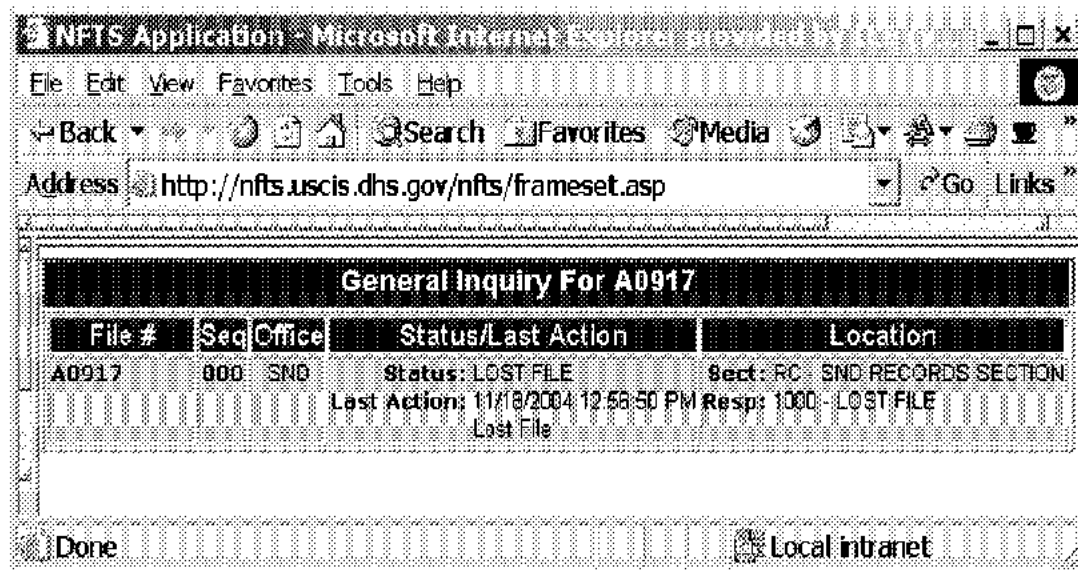 NFTS Application - Microsoft Internet Explorer provided by
File Edit View Favorites Tools Help
Back Search Favorites Media »
Address http://nfts.uscis.dhs.gov/nfts/frameset.asp Go Links »
General Inquiry For A0917
File # Seq Office Status/Last Action Location
A0917 000 SND Status: LOST FILE Sect: RC - SND RECORDS SECTION
Last Action: 11/18/2004 12:58:50 PM Resp: 1000 - LOST FILE
Lost File
Done Local intranet